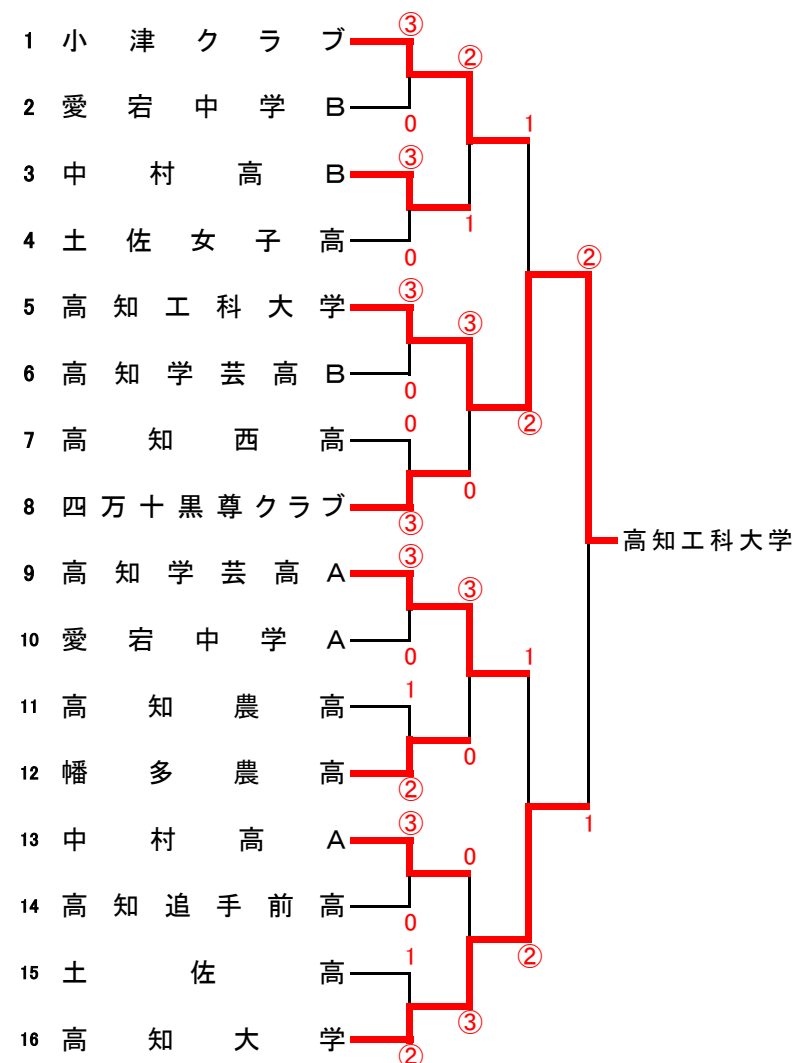 ③
1 小津クラブ
②
2 愛宕中学B
0
1
③
3 中村高B
1
4 土佐女子高
0
②
③
5 高知工科大学
③
6 高知学芸高B
0
0
7 高知西高
②
0
8 四万十黒尊クラブ
③
高知工科大学
③
9 高知学芸高A
③
10 愛宕中学A
0
1
1
11 高知農高
0
12 幡多農高
②
③
1
13 中村高A
0
14 高知追手前高
0
1
②
15 土佐高
③
16 高知大学
②